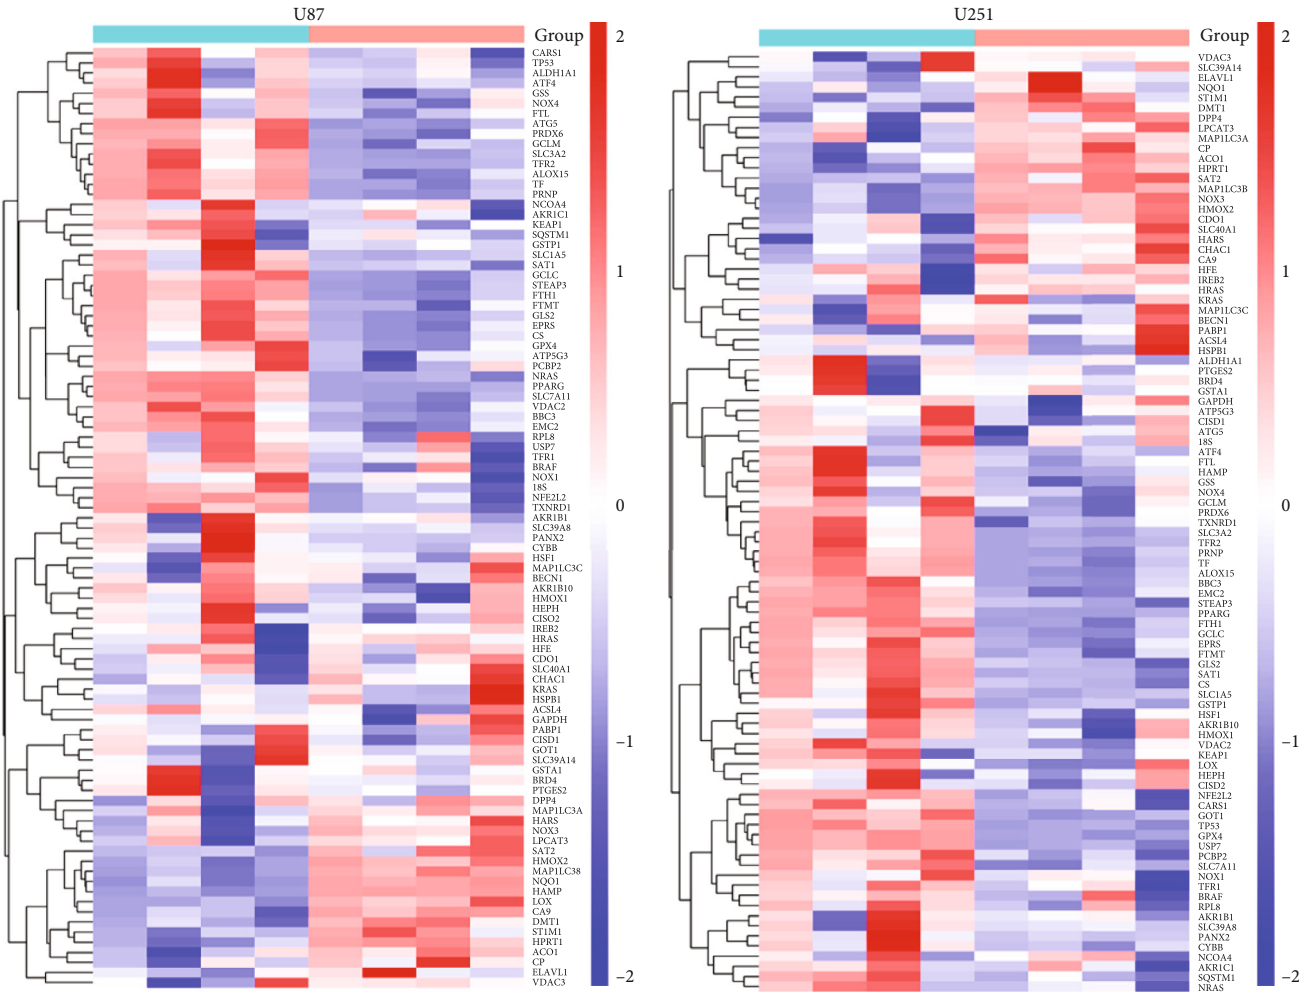 U87
Group
CARS1
TP53
ALDH1A1
ATF4
GSS
NOX4
FTL
ATG5
PRDX6
GCLM
SLC3A2
TFR2
ALOX15
TF
PRNP
NCOA4
AKR1C1
KEAP1
SQSTM1
GSTP1
SLC1A5
SAT1
GCLC
STEAP3
FTH1
FTMT
GLS2
EPRS
CS
GPX4
ATP5G3
PCBP2
NRAS
PPARG
SLC7A11
VDAC2
BBC3
EMC2
RPL8
USP7
TFR1
BRAF
NOX1
18S
NFE2L2
TXNRD1
AKR1B1
SLC39A8
PANX2
CYBB
HSF1
MAP1LC3C
BECN1
AKR1B10
HMOX1
HEPH
CISO2
IREB2
HRAS
HFE
CDO1
SLC40A1
CHAC1
KRAS
HSPB1
ACSL4
GAPDH
PABP1
CISD1
GOT1
SLC39A14
GSTA1
BRD4
PTGES2
DPP4
MAP1LC3A
HARS
NOX3
LPCAT3
SAT2
HMOX2
MAP1LC38
NQO1
HAMP
LOX
CA9
DMT1
ST1M1
HPRT1
ACO1
CP
ELAVL1
VDAC3
2
1
0
−1
−2
U251
Group
VDAC3
SLC39A14
ELAVL1
NQO1
ST1M1
DMT1
DPP4
LPCAT3
MAP1LC3A
CP
ACO1
HPRT1
SAT2
MAP1LC3B
NOX3
HMOX2
CDO1
SLC40A1
HARS
CHAC1
CA9
HFE
IREB2
HRAS
KRAS
MAP1LC3C
BECN1
PABP1
ACSL4
HSPB1
ALDH1A1
PTGES2
BRD4
GSTA1
GAPDH
ATP5G3
CISD1
ATG5
18S
ATF4
FTL
HAMP
GSS
NOX4
GCLM
PRDX6
TXNRD1
SLC3A2
TFR2
PRNP
TF
ALOX15
BBC3
EMC2
STEAP3
PPARG
FTH1
GCLC
EPRS
FTMT
GLS2
SAT1
CS
SLC1A5
GSTP1
HSF1
AKR1B10
HMOX1
VDAC2
KEAP1
LOX
HEPH
CISD2
NFE2L2
CARS1
GOT1
TP53
GPX4
USP7
PCBP2
SLC7A11
NOX1
TFR1
BRAF
RPL8
AKR1B1
SLC39A8
PANX2
CYBB
NCOA4
AKR1C1
SQSTM1
NRAS
2
1
0
−1
−2